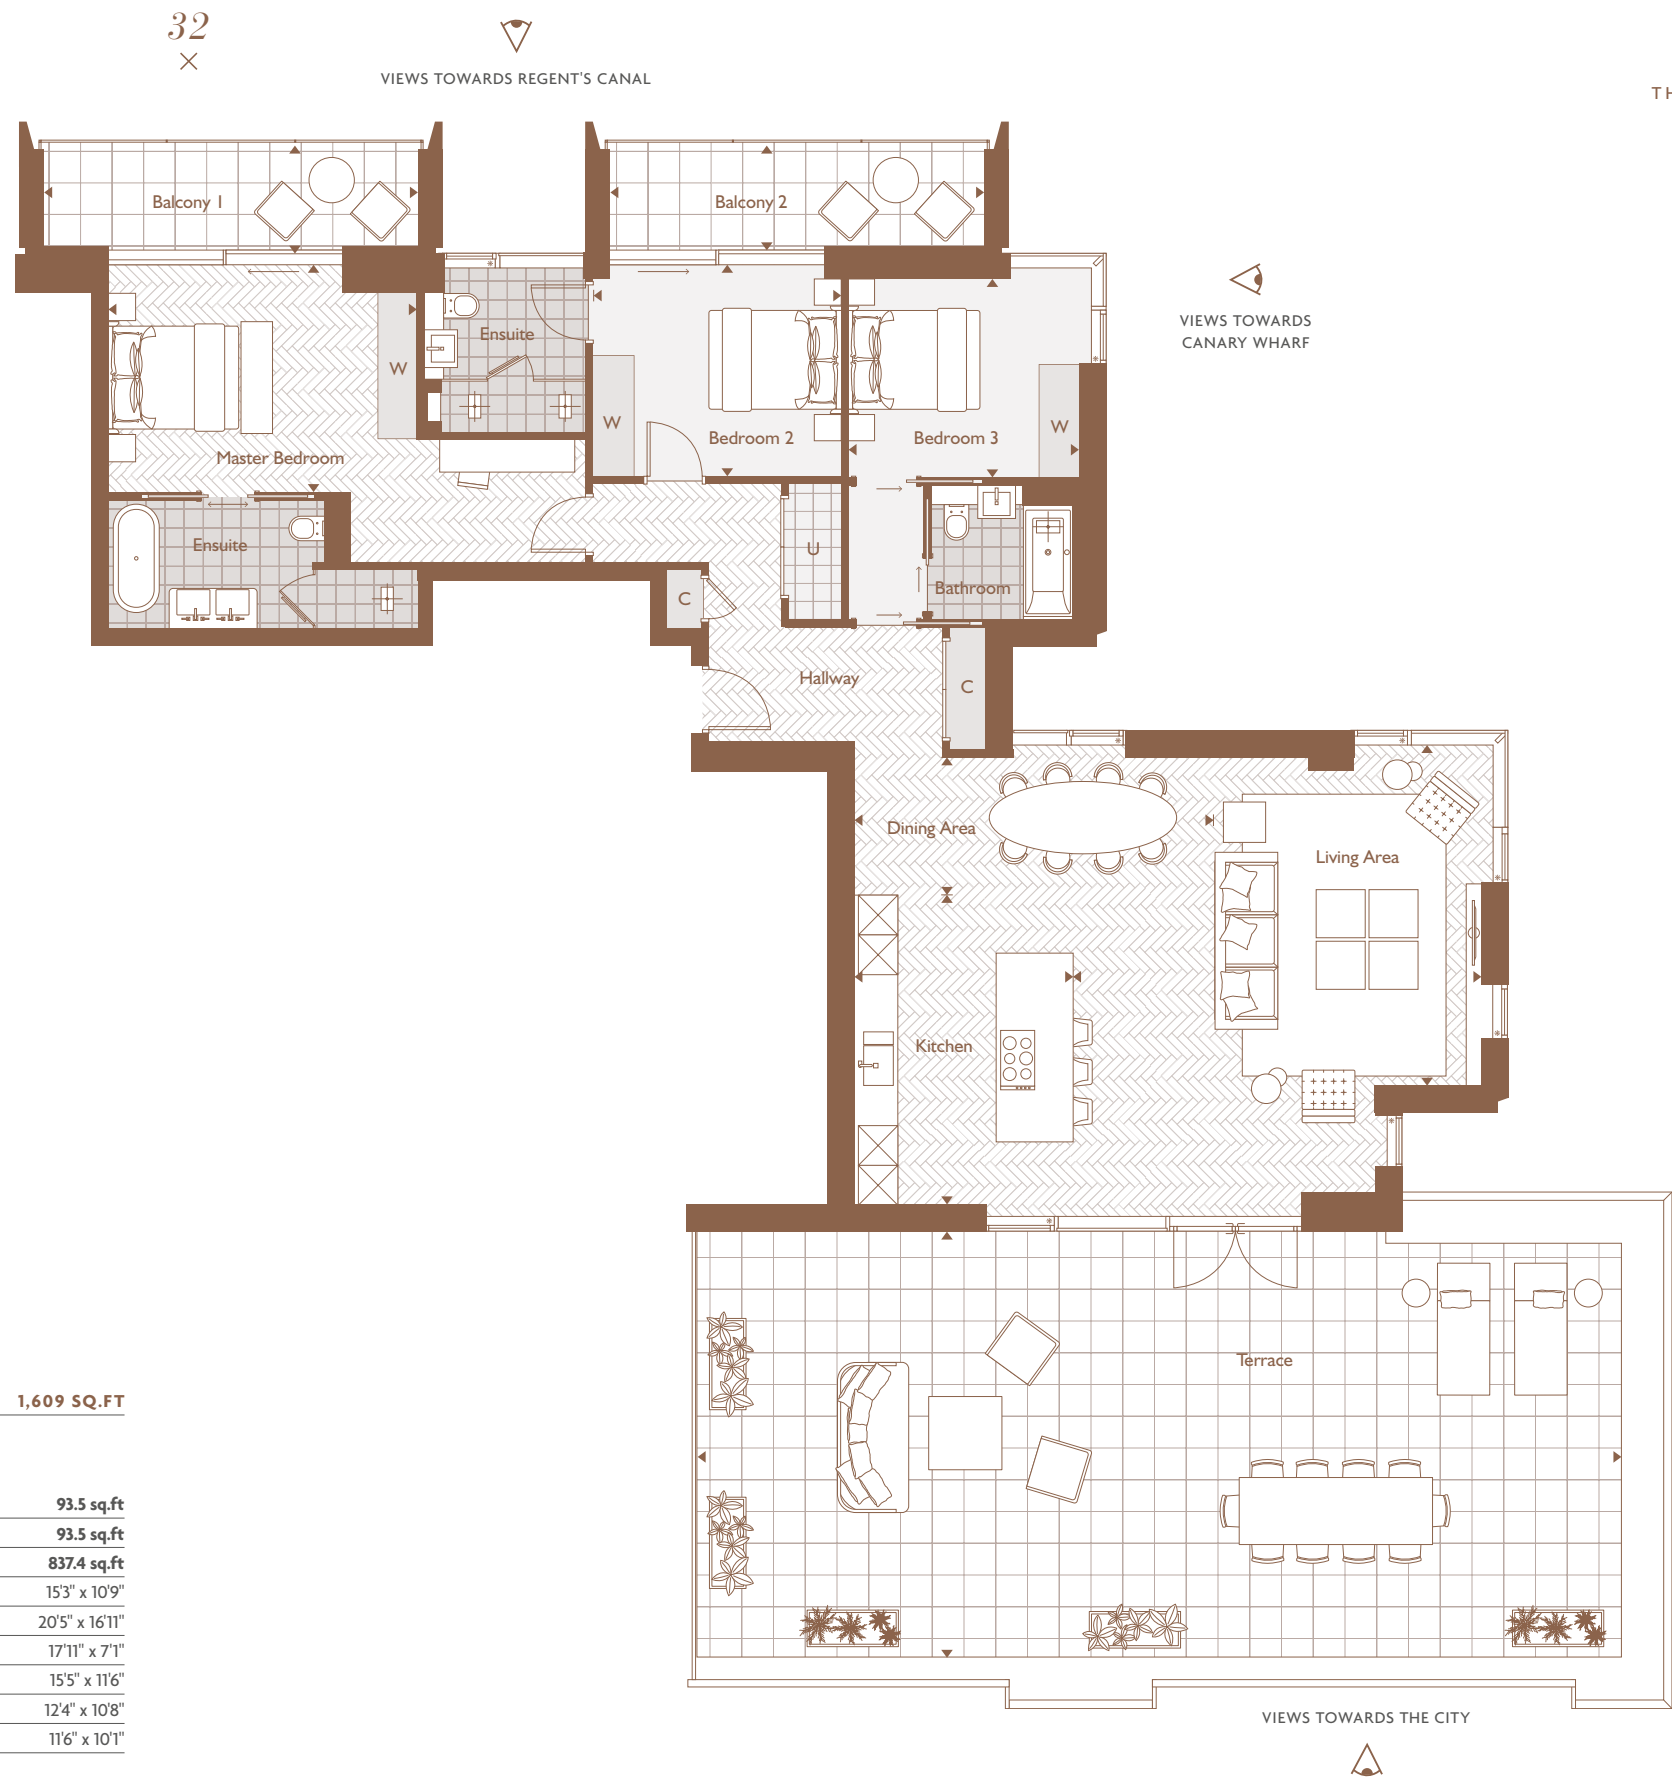 32
VIEWS TOWARDS REGENT'S CANAL
TH
Balcony 1
Balcony 2
VIEWS TOWARDS
CANARY WHARF
Ensuite
W
W
W
Bedroom 2
Bedroom 3
Master Bedroom
Ensuite
U
Bathroom
C
Hallway
C
Dining Area
Living Area
Kitchen
Terrace
1,609 SQ.FT
93.5 sq.ft
93.5 sq.ft
837.4 sq.ft
15'3" x 10'9"
20'5" x 16'11"
17'11" x 7'1"
15'5" x 11'6"
12'4" x 10'8"
11'6" x 10'1"
VIEWS TOWARDS THE CITY